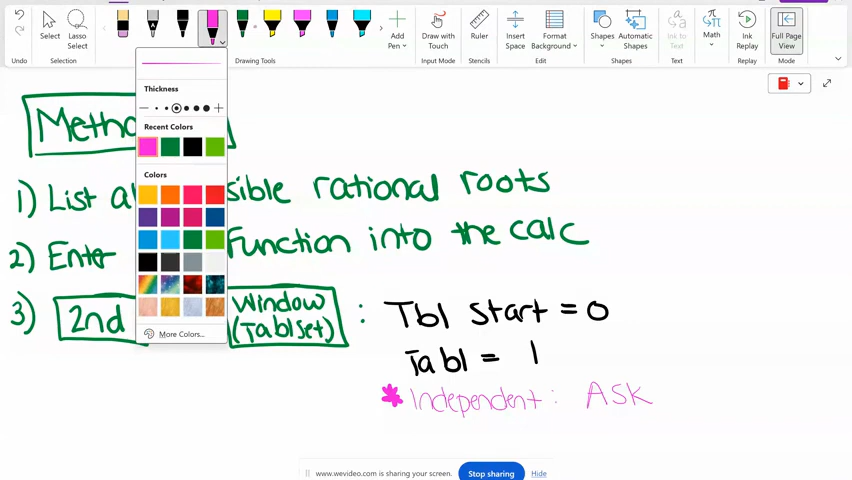 Undo
Select
Lasso Select
Selection
Drawing Tools
Add Pen
Draw with Touch
Input Mode
Ruler
Stencils
Insert Space
Format Background
Edit
Shapes
Automatic Shapes
Shapes
Ink to Text
Text
Math
Math
Ink Replay
Replay
Full Page View
Mode
Thickness
Recent Colors
Colors
More Colors...
1) List
rational roots
2) Enter
function into the calc
3) 2nd Window : Tbl start = 0
(TablSet)
Tabl = 1
* Independent: ASK
www.wevideo.com is sharing your screen.
Stop sharing
Hide